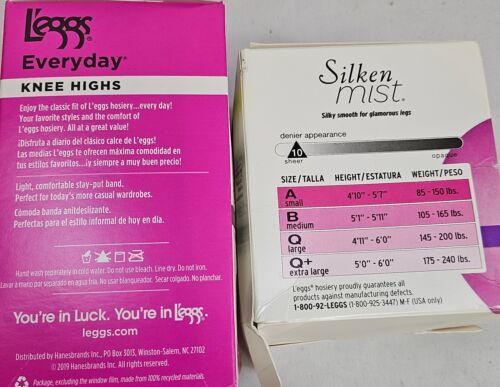 L'eggs®
Everyday®
KNEE HIGHS
Enjoy the classic fit of L'eggs hosiery...every day!
Your favorite styles and the comfort of
L'eggs hosiery. All at a great value!
¡Disfruta a diario del clásico calce de L'eggs!
Las medias L'eggs te ofrecen máxima comodidad en
tus estilos favoritos...¡y siempre a muy buen precio!
Light, comfortable stay-put band.
Perfect for today's more casual wardrobes.
Cómoda banda anitdeslizante.
Perfectas para el estilo informal de hoy en día.
Hand wash separately in cold water. Do not use bleach. Line dry. Do not iron.
Lava a mano por separado en agua fría. No usar blanqueador. Secar colgado. No planchar.
You're in Luck. You're in L'eggs.
leggs.com
Distributed by Hanesbrands Inc., PO Box 3013, Winston-Salem, NC 27102
© 2019 Hanesbrands Inc. All rights reserved.
Package, excluding the window film, made from 100% recycled materials.
Silken
mist®
Silky smooth for glamorous legs
denier appearance
10
sheer opaque
SIZE/TALLA HEIGHT/ESTATURA WEIGHT/PESO
A small 4'10" - 5'7" 85-150 lbs.
B medium 5'1" - 5'11" 105-165 lbs.
Q large 4'11" - 6'0" 145-200 lbs.
Q+ extra large 5'0" - 6'0" 175-240 lbs.
L'eggs® hosiery proudly guarantees all
products against manufacturing defects.
1-800-92-LEGGS (1-800-925-3447) M-F (USA only)